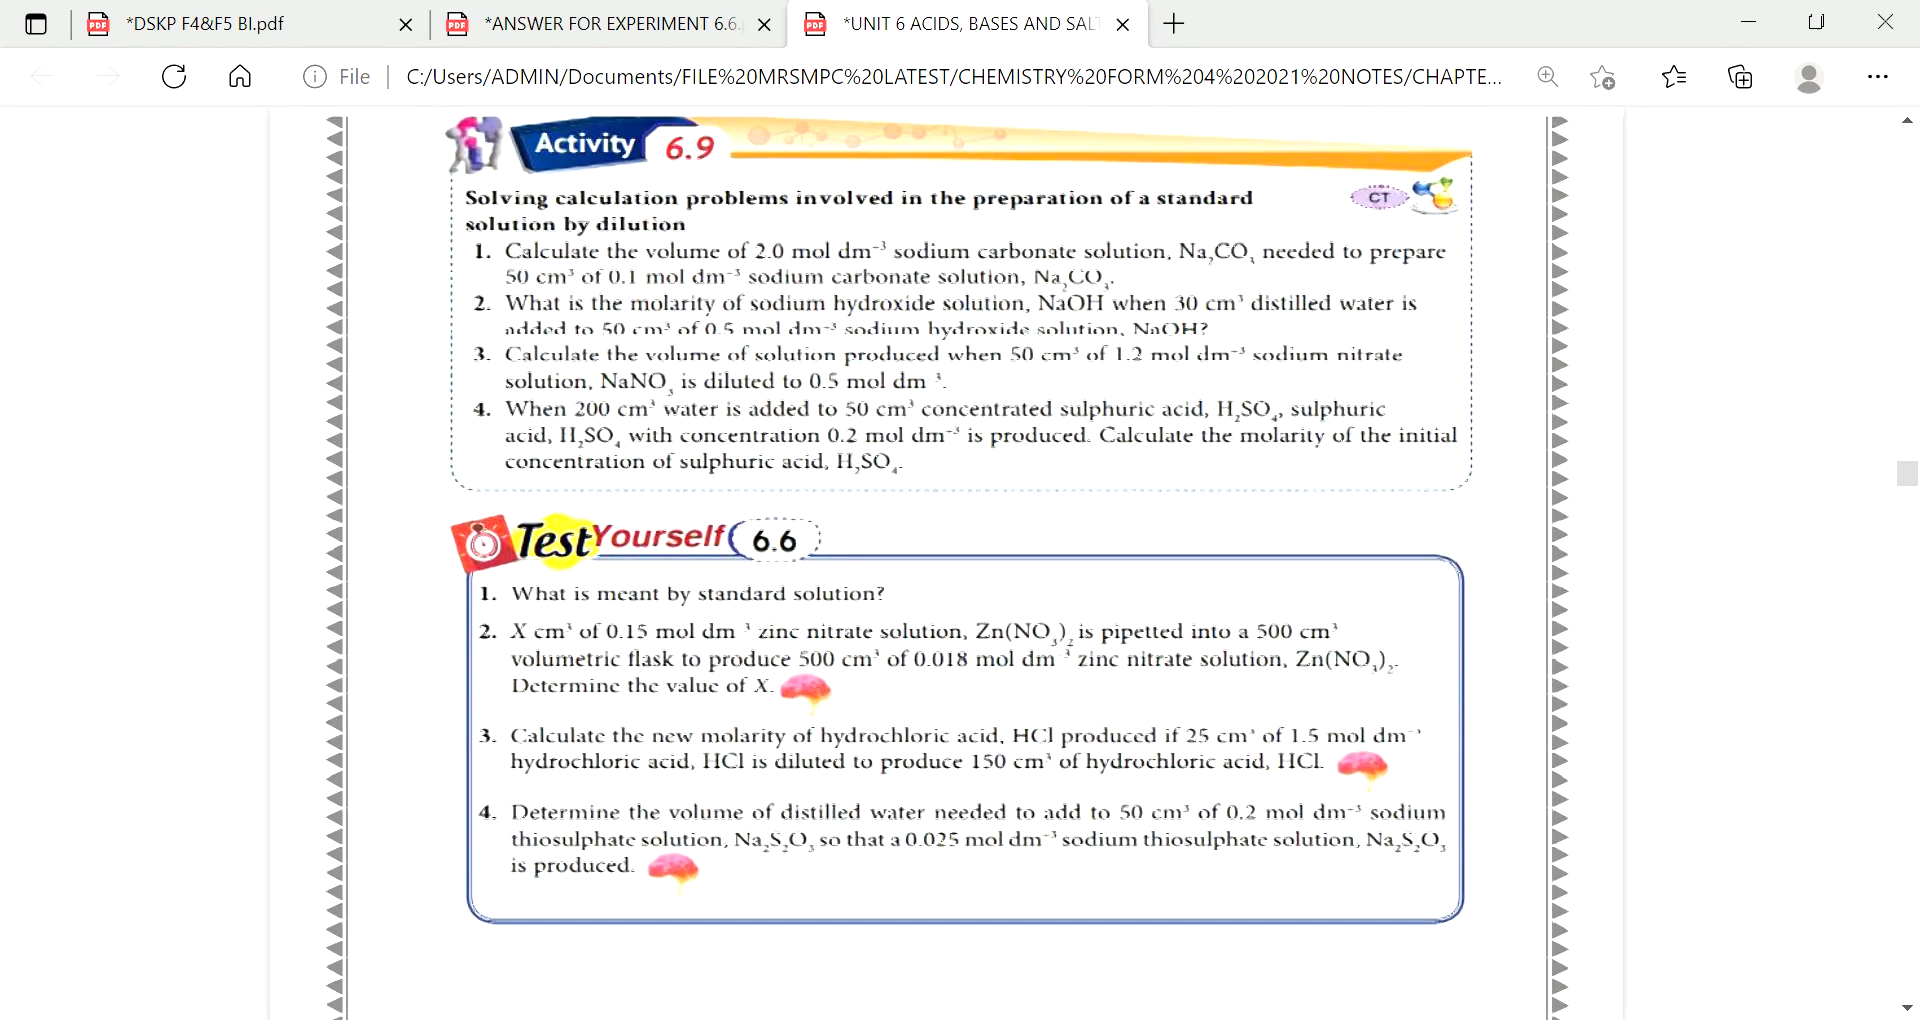 *DSKP F4&F5 BI.pdf
*ANSWER FOR EXPERIMENT 6.6.
*UNIT 6 ACIDS, BASES AND SAL
File
C:/Users/ADMIN/Documents/FILE%20MRSMPC%20LATEST/CHEMISTRY%20FORM%204%202021%20NOTES/CHAPTE...
Activity 6.9
Solving calculation problems involved in the preparation of a standard
CT
solution by dilution
1. Calculate the volume of 2.0 mol dm⁻³ sodium carbonate solution, Na₂CO₃ needed to prepare
50 cm³ of 0.1 mol dm⁻³ sodium carbonate solution, Na₂CO₃.
2. What is the molarity of sodium hydroxide solution, NaOH when 30 cm³ distilled water is
added to 50 cm³ of 0.5 mol dm⁻³ sodium hydroxide solution, NaOH?
3. Calculate the volume of solution produced when 50 cm³ of 1.2 mol dm⁻³ sodium nitrate
solution, NaNO₃ is diluted to 0.5 mol dm⁻³.
4. When 200 cm³ water is added to 50 cm³ concentrated sulphuric acid, H₂SO₄, sulphuric
acid, H₂SO₄ with concentration 0.2 mol dm⁻³ is produced. Calculate the molarity of the initial
concentration of sulphuric acid, H₂SO₄.
Test Yourself 6.6
1. What is meant by standard solution?
2. X cm³ of 0.15 mol dm⁻³ zinc nitrate solution, Zn(NO₃)₂ is pipetted into a 500 cm³
volumetric flask to produce 500 cm³ of 0.018 mol dm⁻³ zinc nitrate solution, Zn(NO₃)₂.
Determine the value of X.
3. Calculate the new molarity of hydrochloric acid, HCl produced if 25 cm³ of 1.5 mol dm⁻³
hydrochloric acid, HCl is diluted to produce 150 cm³ of hydrochloric acid, HCl.
4. Determine the volume of distilled water needed to add to 50 cm³ of 0.2 mol dm⁻³ sodium
thiosulphate solution, Na₂S₂O₃ so that a 0.025 mol dm⁻³ sodium thiosulphate solution, Na₂S₂O₃
is produced.